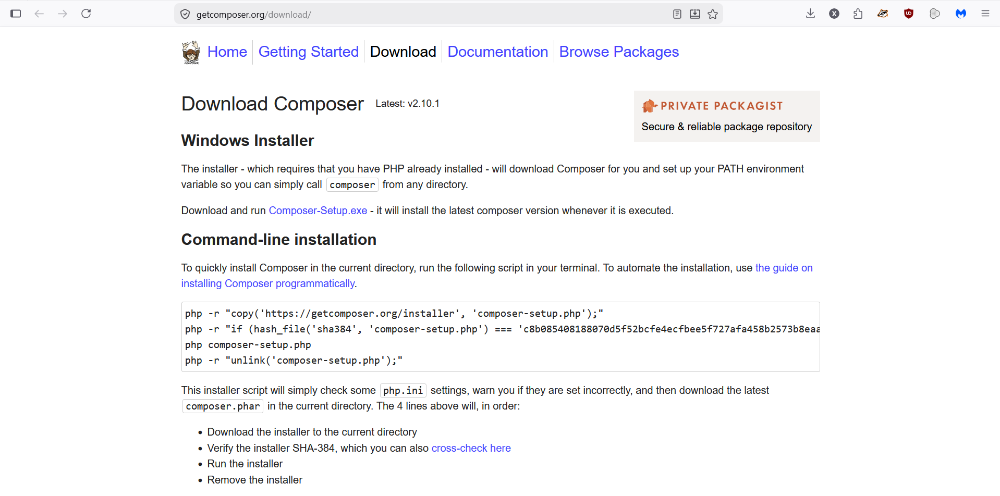 getcomposer.org/download/
Home
Getting Started
Download
Documentation
Browse Packages
Download Composer
Latest: v2.10.1
PRIVATE PACKAGIST
Secure & reliable package repository
Windows Installer
The installer - which requires that you have PHP already installed - will download Composer for you and set up your PATH environment
variable so you can simply call composer from any directory.
Download and run Composer-Setup.exe - it will install the latest composer version whenever it is executed.
Command-line installation
To quickly install Composer in the current directory, run the following script in your terminal. To automate the installation, use the guide on
installing Composer programmatically.
php -r "copy('https://getcomposer.org/installer', 'composer-setup.php');"
php -r "if (hash_file('sha384', 'composer-setup.php') === 'c8b085408188070d5f52bcfe4ecfbee5f727afa458b2573b8eaa
php composer-setup.php
php -r "unlink('composer-setup.php');"
This installer script will simply check some php.ini settings, warn you if they are set incorrectly, and then download the latest
composer.phar in the current directory. The 4 lines above will, in order:
• Download the installer to the current directory
• Verify the installer SHA-384, which you can also cross-check here
• Run the installer
• Remove the installer